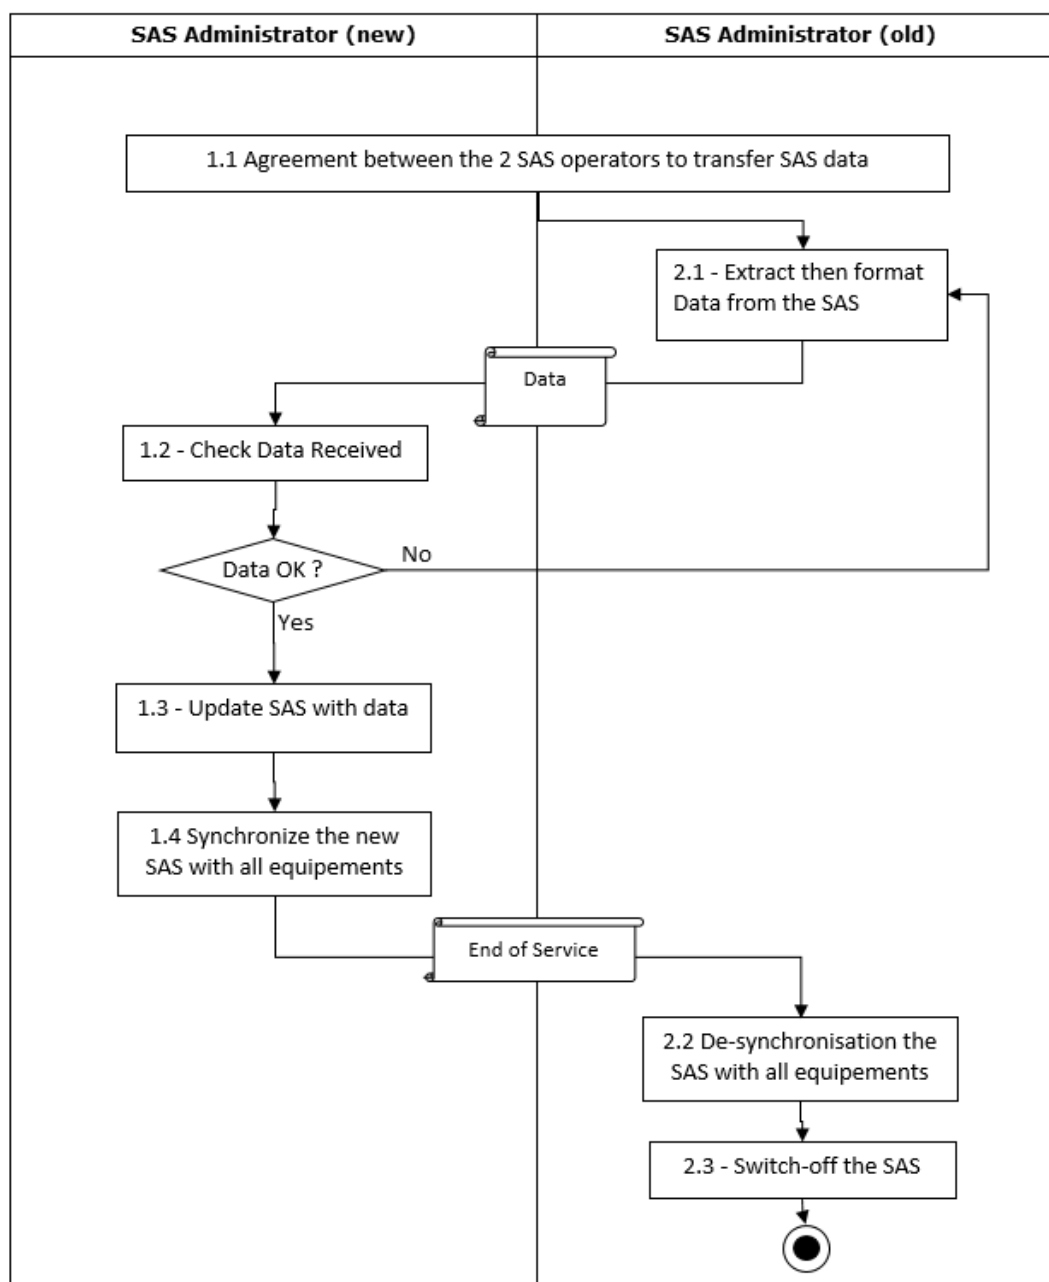 SAS Administrator (new)
SAS Administrator (old)
1.1 Agreement between the 2 SAS operators to transfer SAS data
2.1 - Extract then format
Data from the SAS
Data
1.2 - Check Data Received
Data OK ?
No
Yes
1.3 - Update SAS with data
1.4 Synchronize the new
SAS with all equipements
End of Service
2.2 De-synchronisation the
SAS with all equipements
2.3 - Switch-off the SAS